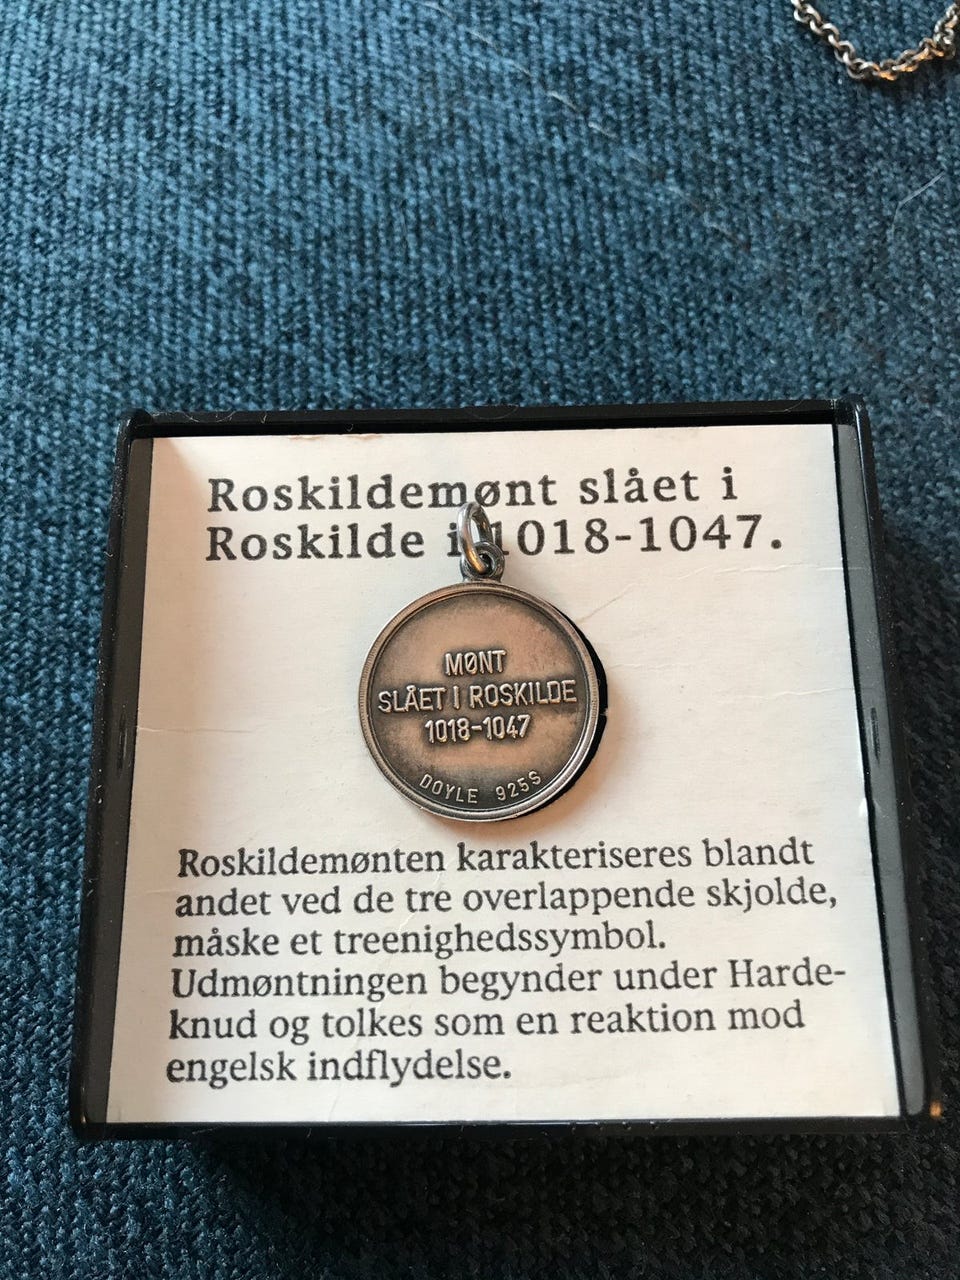 Roskildemønt slået i
Roskilde i 1018-1047.
MØNT
SLÅET I ROSKILDE
1018-1047
DOYLE 925S
Roskildemønten karakteriseres blandt
andet ved de tre overlappende skjolde,
måske et treenighedssymbol.
Udmøntningen begynder under Harde-
knud og tolkes som en reaktion mod
engelsk indflydelse.